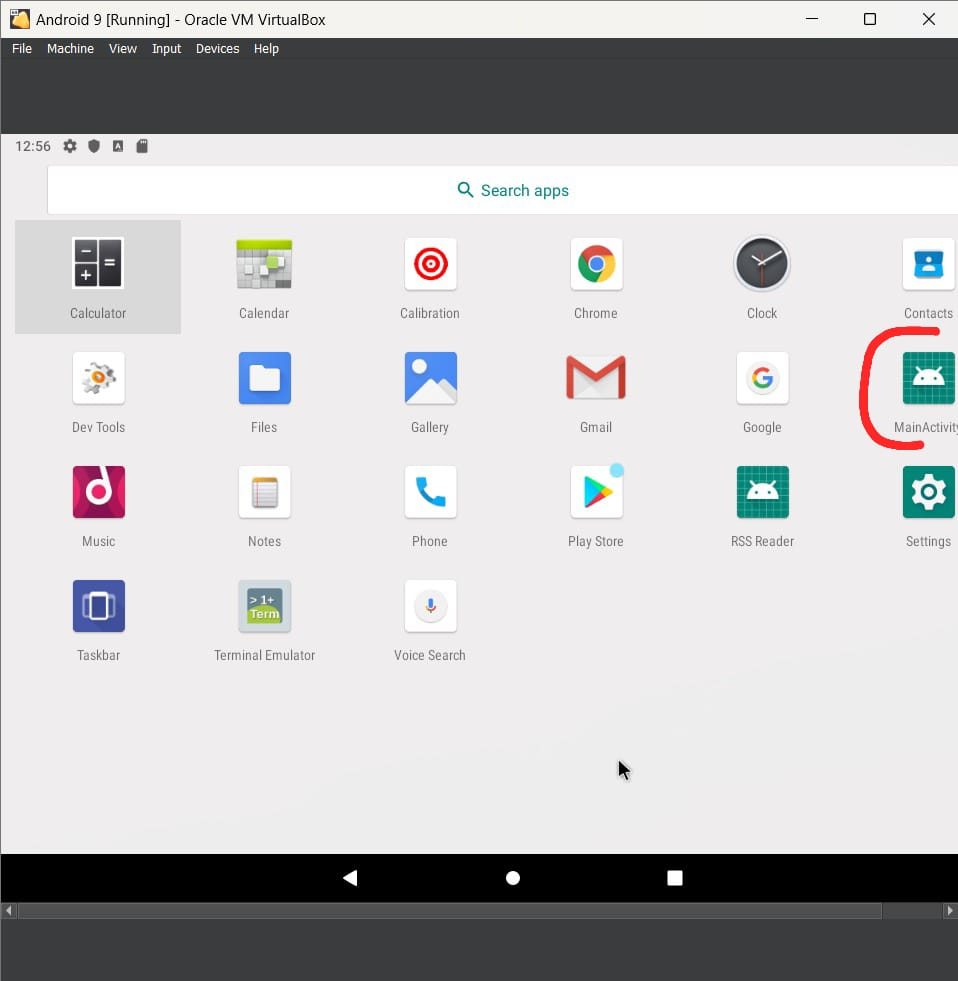 Android 9 [Running] - Oracle VM VirtualBox
File Machine View Input Devices Help
12:56 A
Search apps
Calculator Calendar Calibration Chrome Clock Contacts
Dev Tools Files Gallery Gmail Google MainActivity
Music Notes Phone Play Store RSS Reader Settings
> 1+
Term
Taskbar Terminal Emulator Voice Search